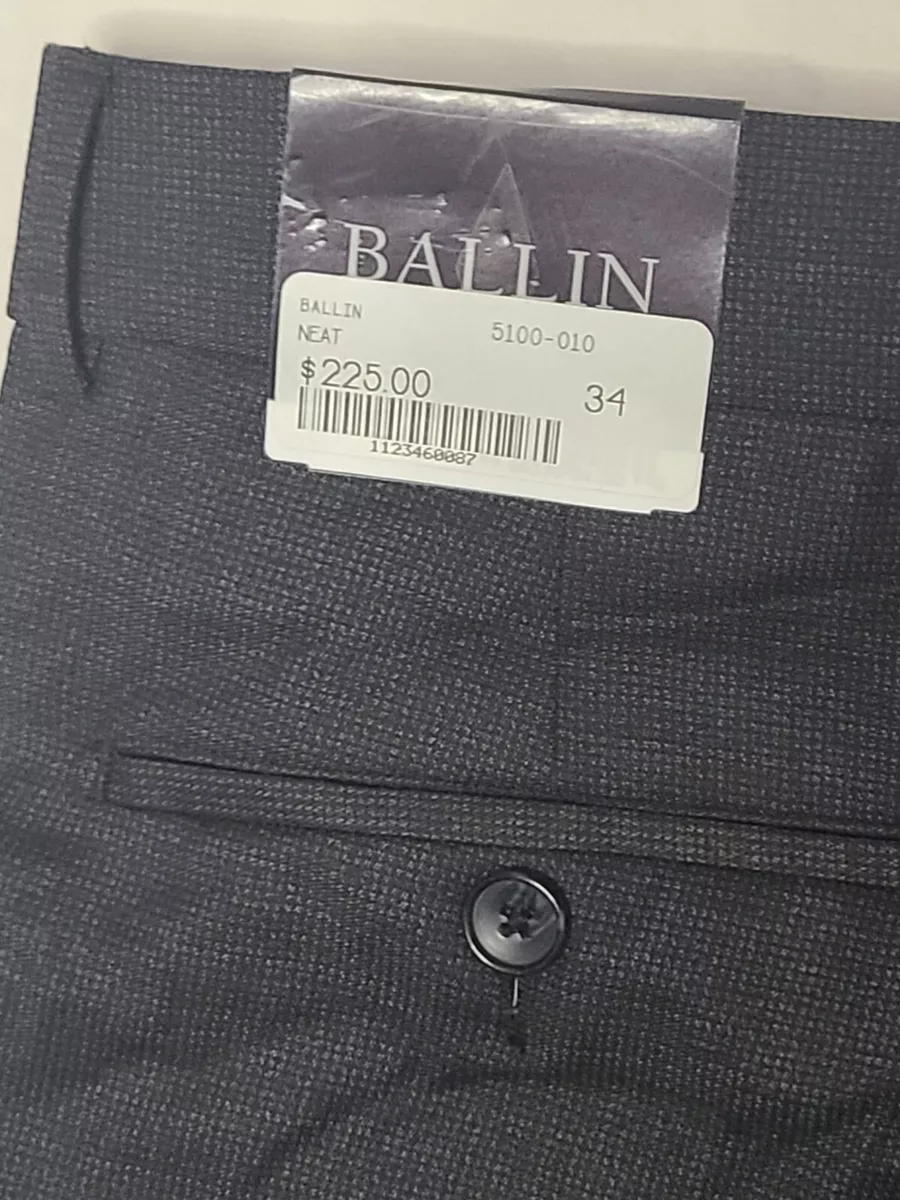 BALLIN
BALLIN
NEAT 5100-010
$225.00 34
1123460087